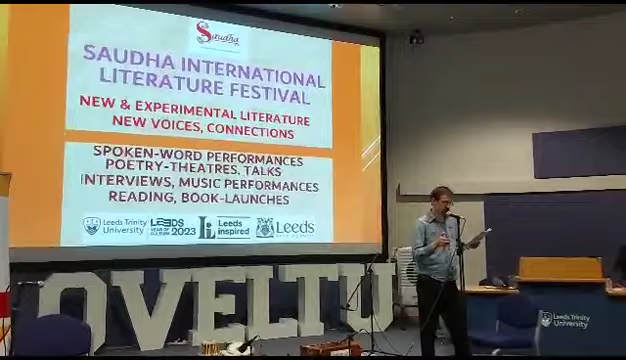 Saudha
SAUDHA INTERNATIONAL
LITERATURE FESTIVAL
NEW & EXPERIMENTAL LITERATURE
NEW VOICES, CONNECTIONS
SPOKEN-WORD PERFORMANCES
POETRY-THEATRES, TALKS
INTERVIEWS, MUSIC PERFORMANCES
READING, BOOK-LAUNCHES
Leeds Trinity
University
LEEDS
2023
Leeds
inspired
Leeds
OVELTU
Leeds Trinity
University